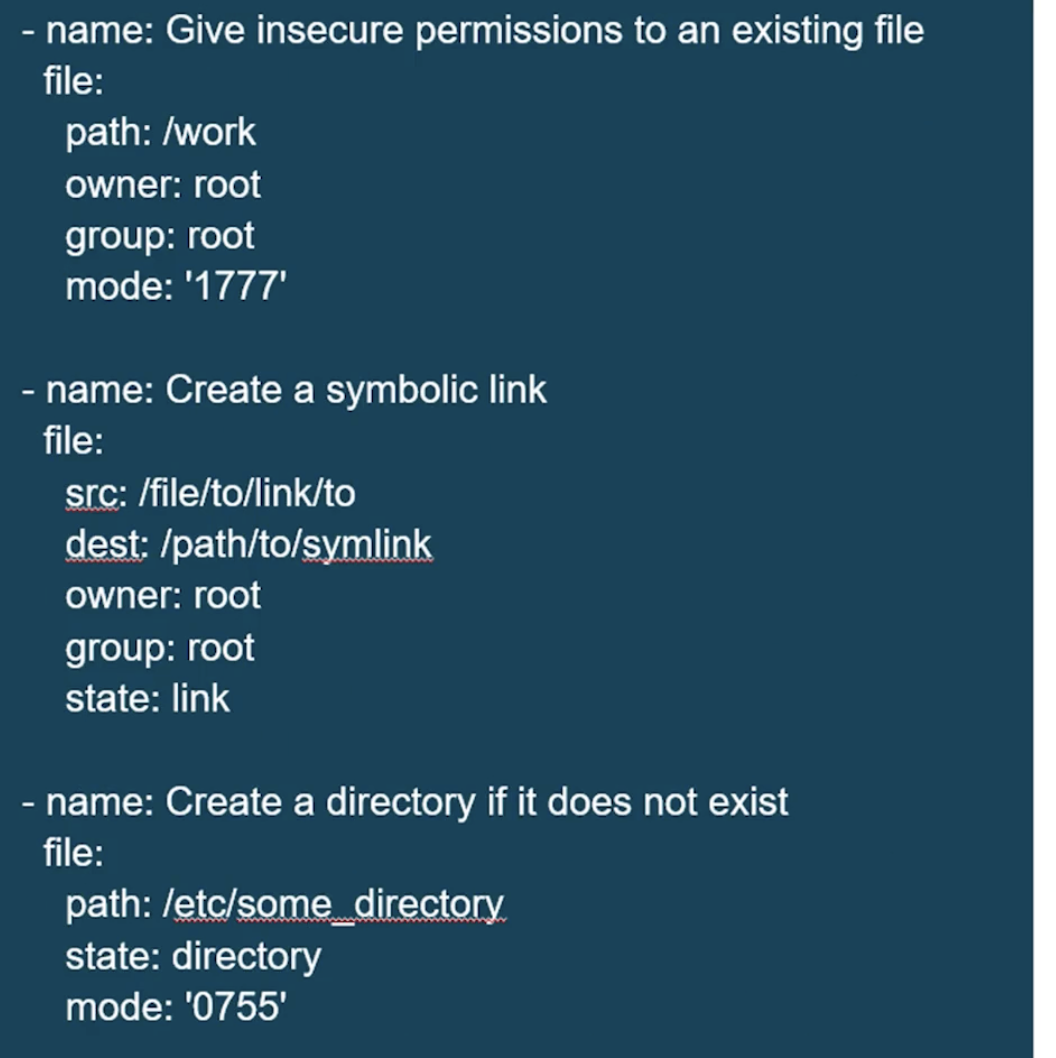 - name: Give insecure permissions to an existing file
file:
path: /work
owner: root
group: root
mode: '1777'
- name: Create a symbolic link
file:
src: /file/to/link/to
dest: /path/to/symlink
owner: root
group: root
state: link
- name: Create a directory if it does not exist
file:
path: /etc/some_directory
state: directory
mode: '0755'